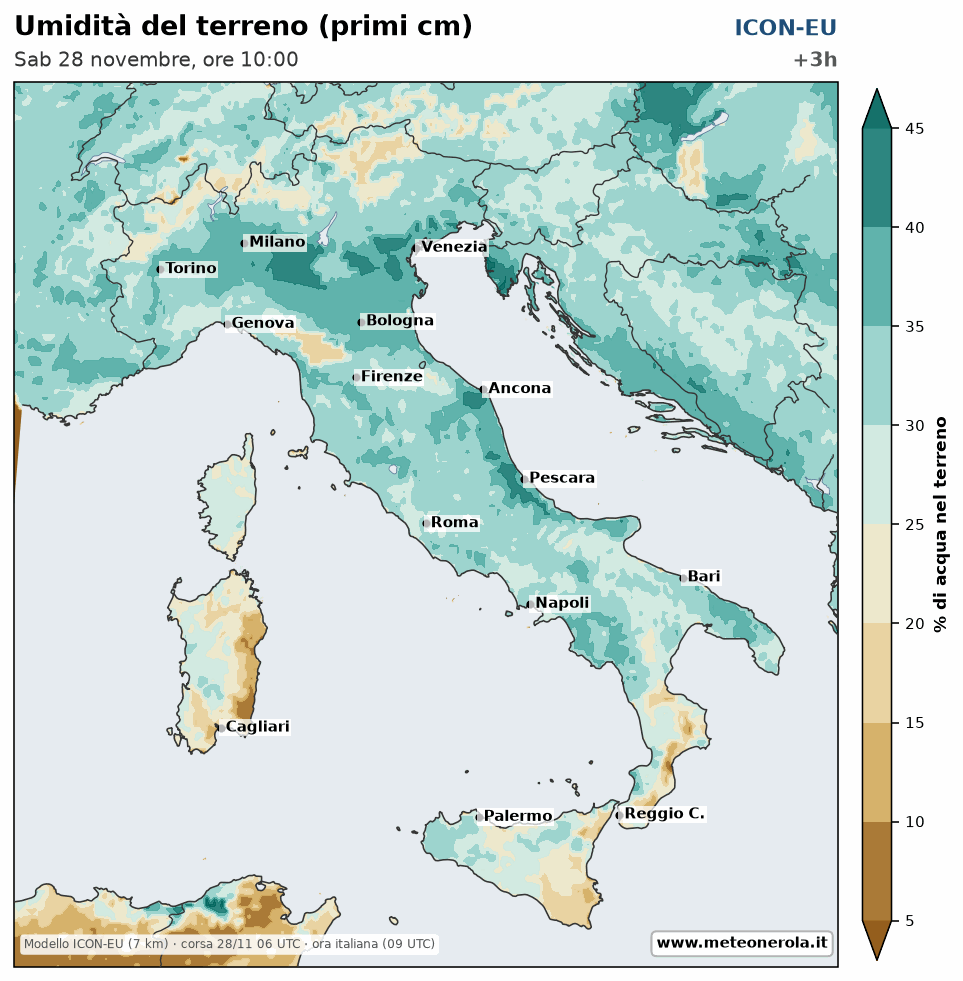 Umidità del terreno (primi cm)
ICON-EU
Sab 28 novembre, ore 10:00
+3h
Milano
Venezia
Torino
Genova
Bologna
Firenze
Ancona
Pescara
Roma
Bari
Napoli
Cagliari
Palermo
Reggio C.
45
40
35
30
25
20
15
10
5
% di acqua nel terreno
Modello ICON-EU (7 km) · corsa 28/11 06 UTC · ora italiana (09 UTC)
www.meteonerola.it